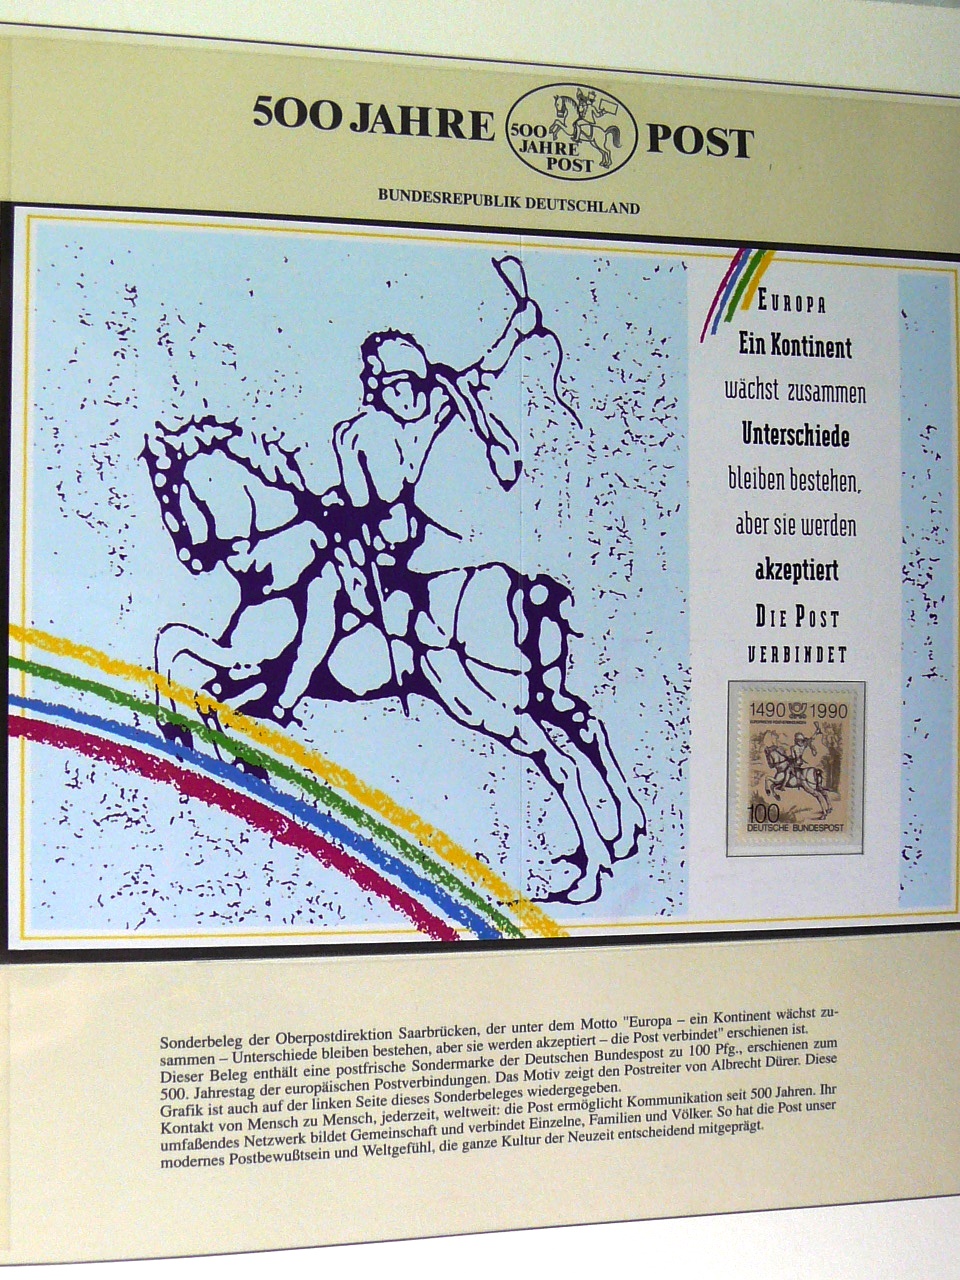 500 JAHRE POST
500
JAHRE
POST
BUNDESREPUBLIK DEUTSCHLAND
EUROPA
Ein Kontinent
wächst zusammen
Unterschiede
bleiben bestehen,
aber sie werden
akzeptiert
DIE POST
VERBINDET
1490 1990
100
DEUTSCHE BUNDESPOST
Sonderbeleg der Oberpostdirektion Saarbrücken, der unter dem Motto "Europa – ein Kontinent wächst zu-
sammen – Unterschiede bleiben bestehen, aber sie werden akzeptiert – die Post verbindet" erschienen ist.
Dieser Beleg enthält eine postfrische Sondermarke der Deutschen Bundespost zu 100 Pfg., erschienen zum
500. Jahrestag der europäischen Postverbindungen. Das Motiv zeigt den Postreiter von Albrecht Dürer. Diese
Grafik ist auch auf der linken Seite dieses Sonderbeleges wiedergegeben.
Kontakt von Mensch zu Mensch, jederzeit, weltweit: die Post ermöglicht Kommunikation seit 500 Jahren. Ihr
umfaßendes Netzwerk bildet Gemeinschaft und verbindet Einzelne, Familien und Völker. So hat die Post unser
modernes Postbewußtsein und Weltgefühl, die ganze Kultur der Neuzeit entscheidend mitgeprägt.